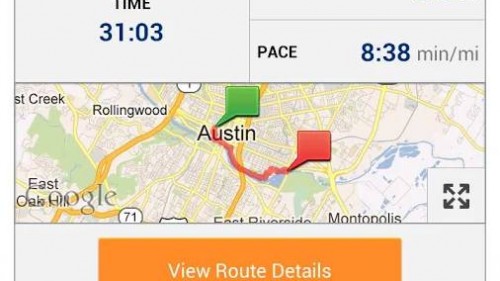 TIME
31:03
PACE
8:38 min/mi
st Creek
Rollingwood
Austin
East
Oak Hill
Google
71
East Riverside
Montopolis
View Route Details